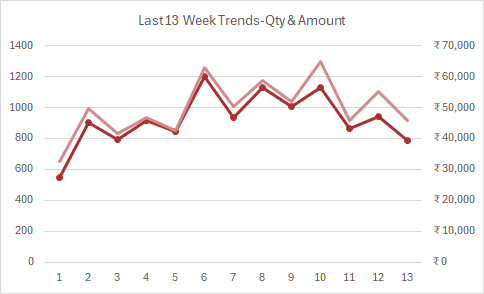 Last 13 Week Trends-Qty & Amount
1400 ₹ 70,000
1200 ₹ 60,000
1000 ₹ 50,000
800 ₹ 40,000
600 ₹ 30,000
400 ₹ 20,000
200 ₹ 10,000
0 ₹ 0
1 2 3 4 5 6 7 8 9 10 11 12 13